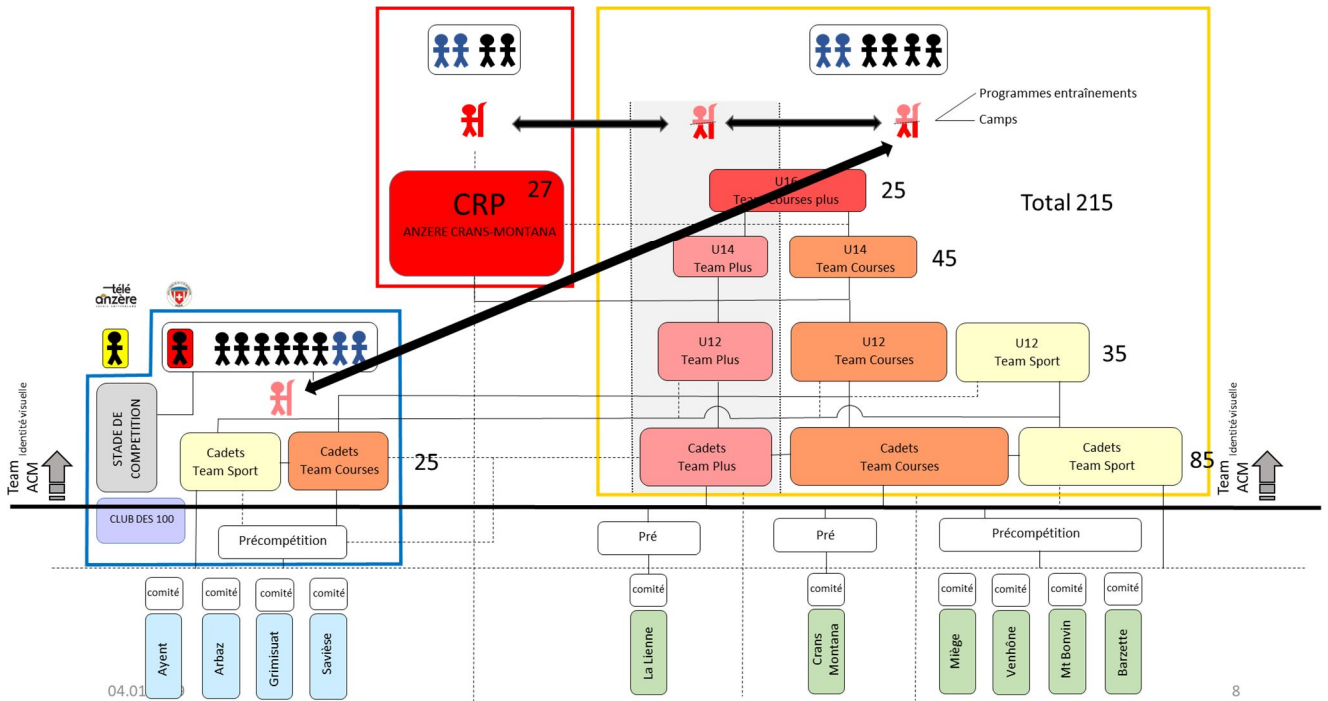 Programmes entraînements
Camps
27
CRP
ANZERE CRANS-MONTANA
U16
Team Courses plus
25
Total 215
U14
Team Plus
U14
Team Courses
45
télé
anzère
U12
Team Plus
U12
Team Courses
U12
Team Sport
35
STADE DE
COMPETITION
Cadets
Team Sport
Cadets
Team Courses
25
Cadets
Team Plus
Cadets
Team Courses
Cadets
Team Sport
85
Team
ACM
Identité visuelle
Team
ACM
Identité visuelle
CLUB DES 100
Précompétition
Pré
Pré
Précompétition
comité
comité
comité
comité
comité
comité
comité
comité
comité
comité
Ayent
Arbaz
Grimisuat
Savièse
La Lienne
Crans
Montana
Miège
Venhône
Mt Bonvin
Barzette
04.01
9
8